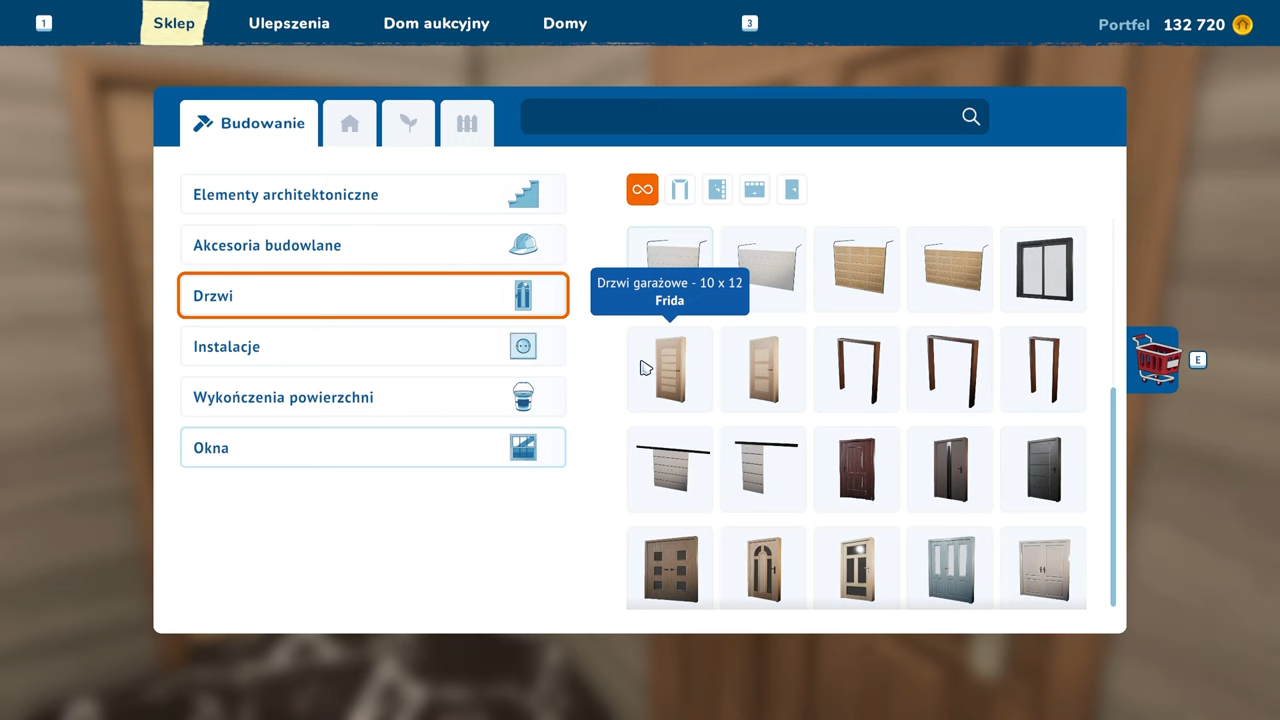 1
Sklep
Ulepszenia
Dom aukcyjny
Domy
3
Portfel 132 720
Budowanie
Elementy architektoniczne
Akcesoria budowlane
Drzwi
Instalacje
Wykończenia powierzchni
Okna
Drzwi garażowe - 10 x 12
Frida
E